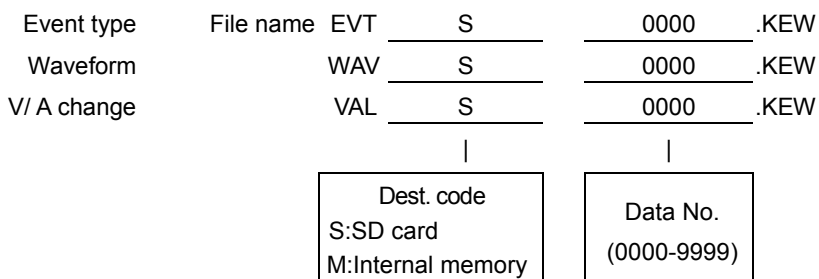 Event type File name EVT S 0000 .KEW
Waveform WAV S 0000 .KEW
V/ A change VAL S 0000 .KEW
| |
Dest. code
S:SD card
M:Internal memory
Data No.
(0000-9999)